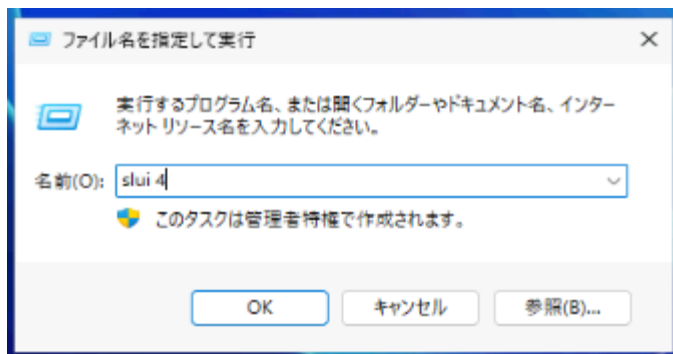 ファイル名を指定して実行
実行するプログラム名、または開くフォルダーやドキュメント名、インター
ネット リソース名を入力してください。
名前(O): slui 4
このタスクは管理者特権で作成されます。
OK キャンセル 参照(B)...